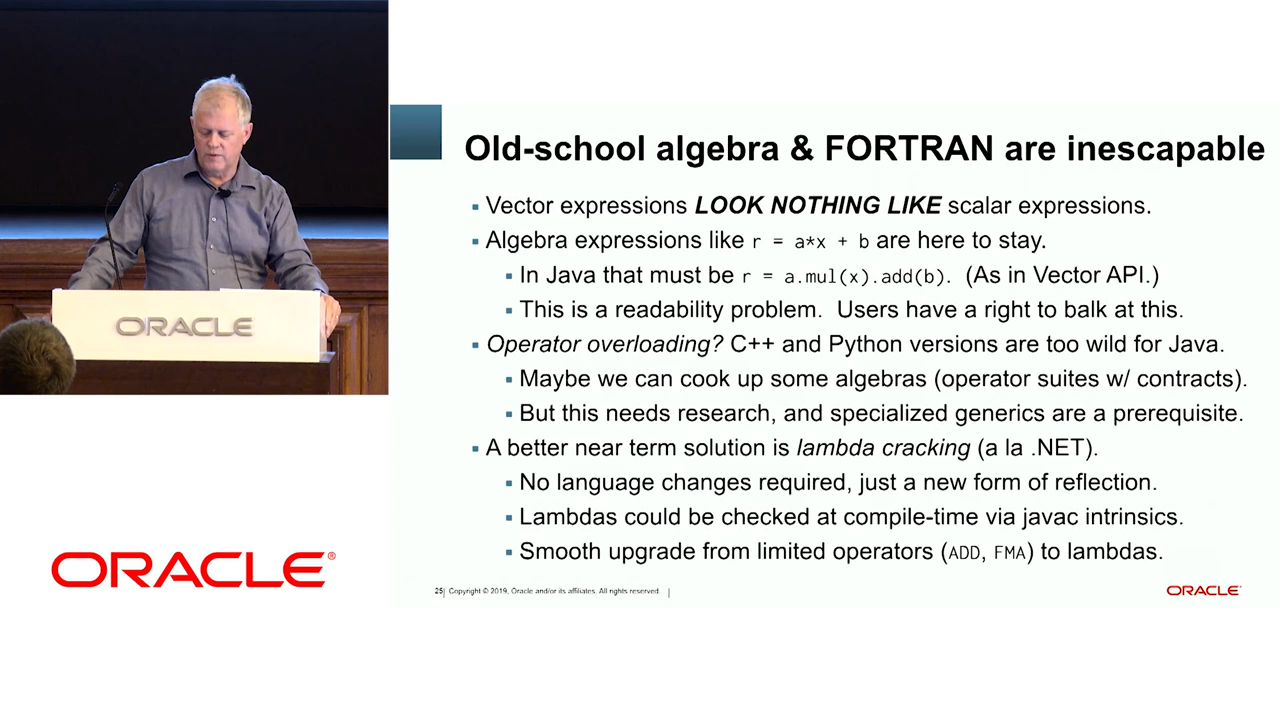 ORACLE
ORACLE®
Old-school algebra & FORTRAN are inescapable
▪ Vector expressions LOOK NOTHING LIKE scalar expressions.
▪ Algebra expressions like r = a*x + b are here to stay.
▪ In Java that must be r = a.mul(x).add(b). (As in Vector API.)
▪ This is a readability problem. Users have a right to balk at this.
▪ Operator overloading? C++ and Python versions are too wild for Java.
▪ Maybe we can cook up some algebras (operator suites w/ contracts).
▪ But this needs research, and specialized generics are a prerequisite.
▪ A better near term solution is lambda cracking (a la .NET).
▪ No language changes required, just a new form of reflection.
▪ Lambdas could be checked at compile-time via javac intrinsics.
▪ Smooth upgrade from limited operators (ADD, FMA) to lambdas.
25| Copyright © 2019, Oracle and/or its affiliates. All rights reserved. |
ORACLE®